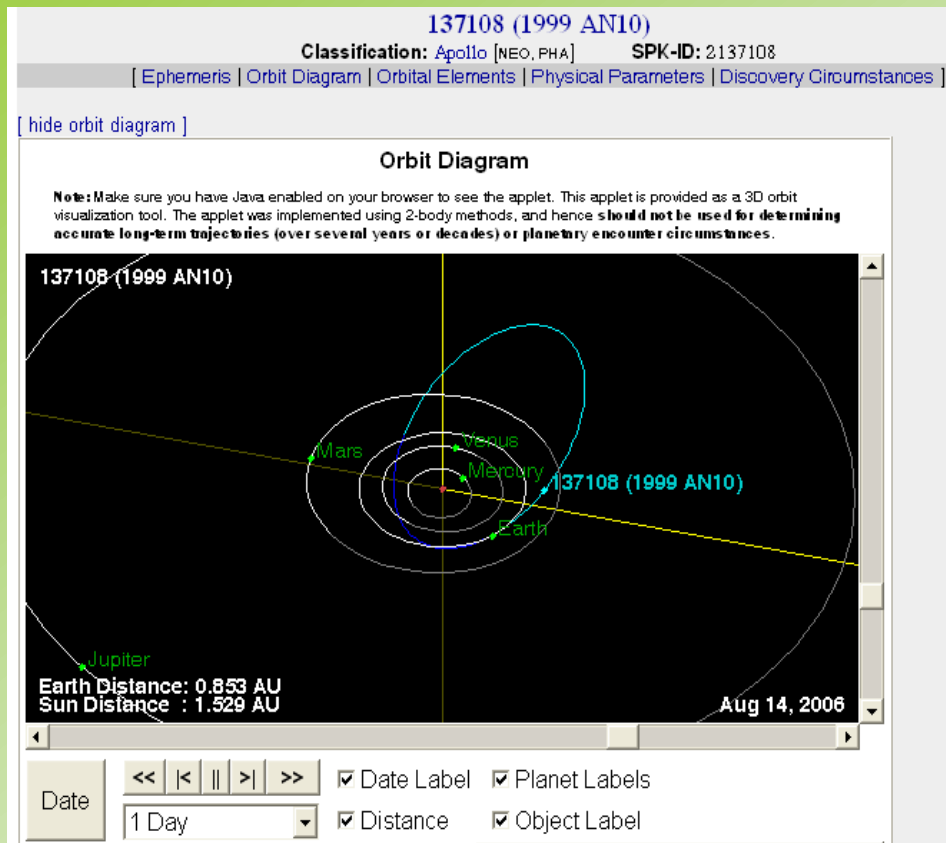 137108 (1999 AN10)
Classification: Apollo [NEO, PHA] SPK-ID: 2137108
[ Ephemeris | Orbit Diagram | Orbital Elements | Physical Parameters | Discovery Circumstances ]
[ hide orbit diagram ]
Orbit Diagram
Note: Make sure you have Java enabled on your browser to see the applet. This applet is provided as a 3D orbit
visualization tool. The applet was implemented using 2-body methods, and hence should not be used for determining
accurate long-term trajectories (over several years or decades) or planetary encounter circumstances.
137108 (1999 AN10)
Mars
Venus
Mercury
137108 (1999 AN10)
Earth
Jupiter
Earth Distance: 0.853 AU
Sun Distance : 1.529 AU
Aug 14, 2006
Date
<< |< || >| >>
Date Label
Planet Labels
1 Day
Distance
Object Label